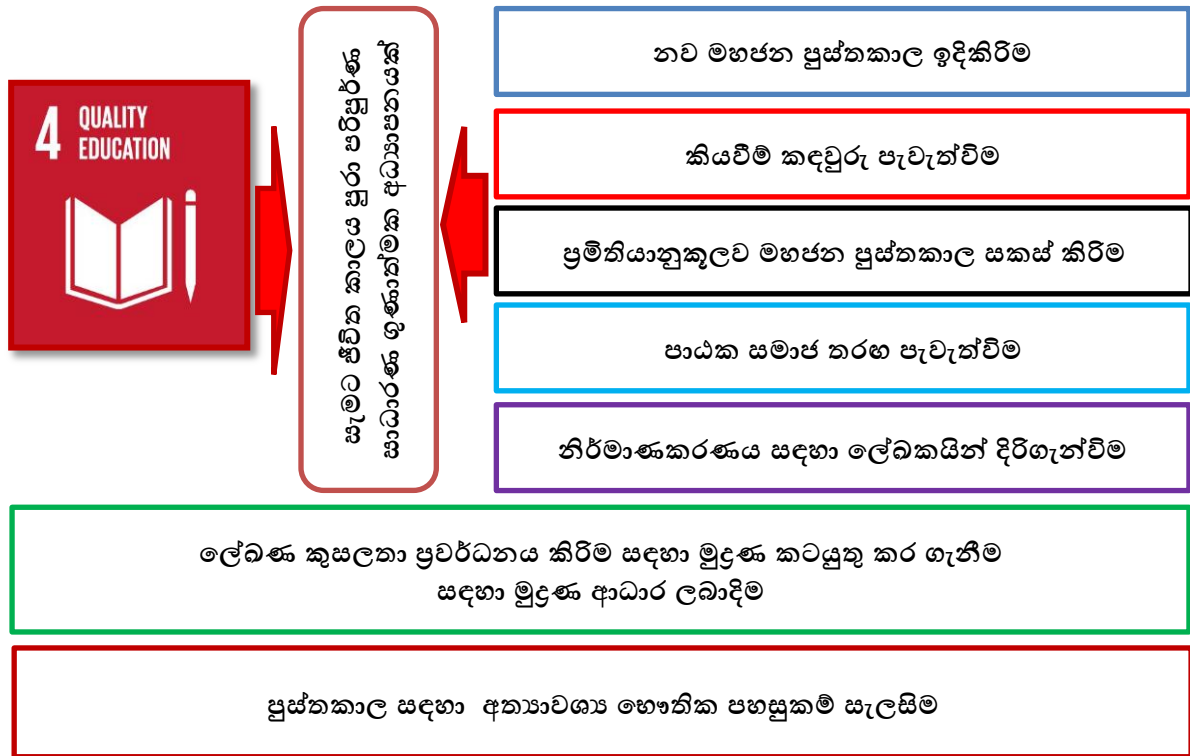 4 QUALITY
EDUCATION
සැමට ජීවිත කාලය පුරා පරිපූර්ණ
සාධාරණ ගුණාත්මක අධ්‍යාපනයක්
නව මහජන පුස්තකාල ඉදිකිරිම
කියවීම් කඳවුරු පැවැත්විම
ප්‍රමිතියානුකූලව මහජන පුස්තකාල සකස් කිරිම
පාඨක සමාජ තරඟ පැවැත්විම
නිර්මාණකරණය සඳහා ලේඛකයින් දිරිගැන්විම
ලේඛණ කුසලතා ප්‍රවර්ධනය කිරිම සඳහා මුද්‍රණ කටයුතු කර ගැනීම
සඳහා මුද්‍රණ ආධාර ලබාදිම
පුස්තකාල සඳහා අත්‍යාවශ්‍ය භෞතික පහසුකම් සැලසිම